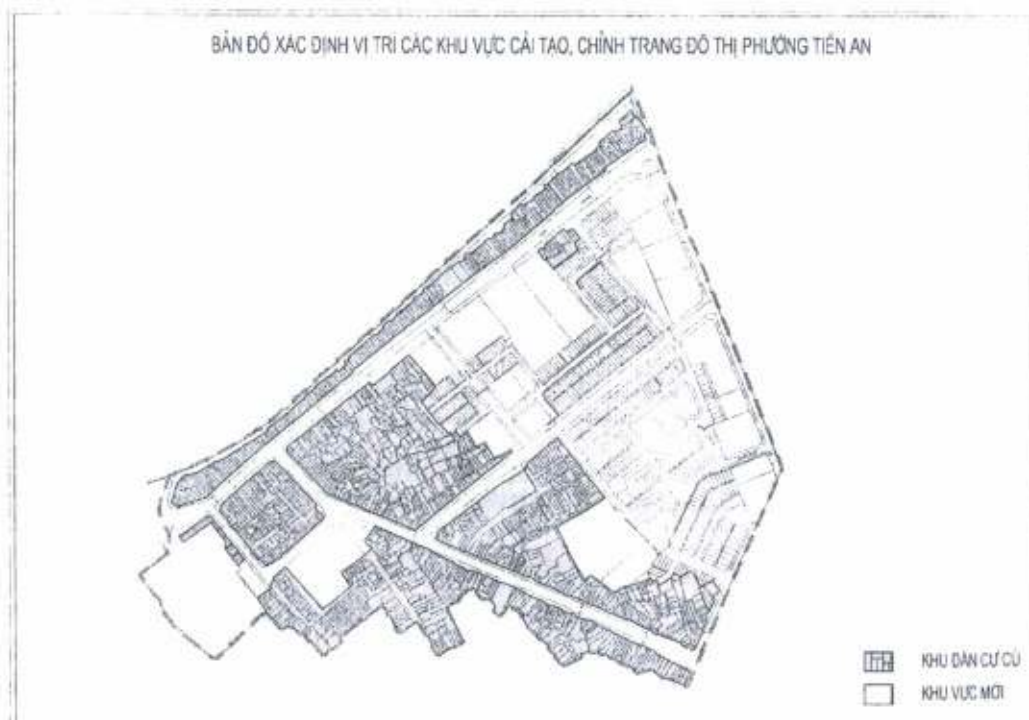 BẢN ĐỒ XÁC ĐỊNH VỊ TRÍ CÁC KHU VỰC CẢI TẠO, CHỈNH TRANG ĐÔ THỊ PHƯỜNG TIỀN AN
KHU DÂN CƯ CŨ
KHU VỰC MỚI